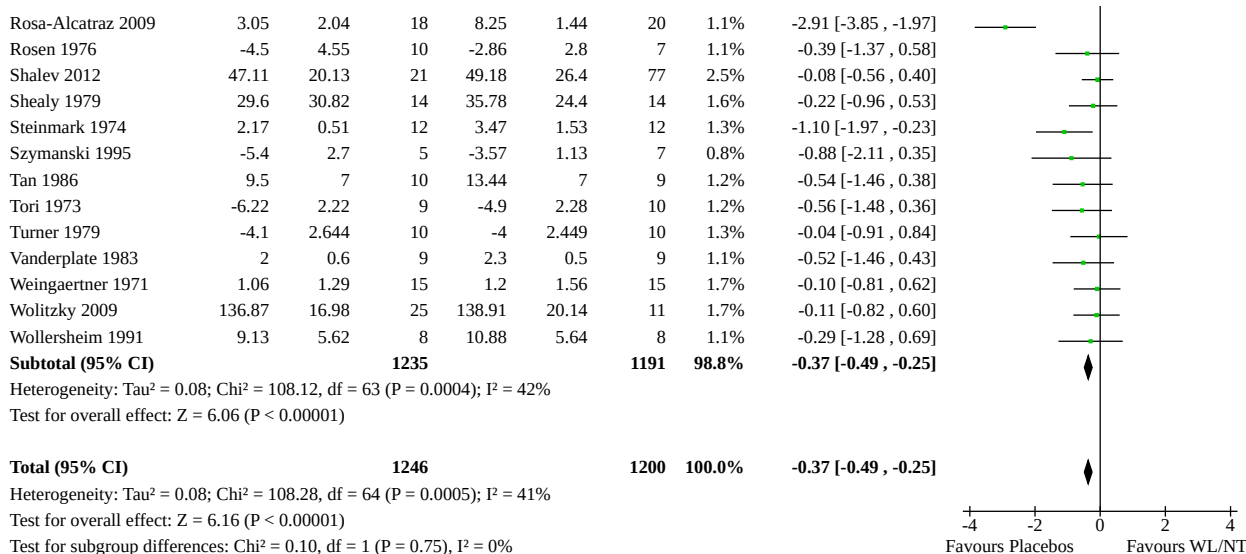 Rosa-Alcatraz 2009 3.05 2.04 18 8.25 1.44 20 1.1% -2.91 [-3.85 , -1.97]
Rosen 1976 -4.5 4.55 10 -2.86 2.8 7 1.1% -0.39 [-1.37 , 0.58]
Shalev 2012 47.11 20.13 21 49.18 26.4 77 2.5% -0.08 [-0.56 , 0.40]
Shealy 1979 29.6 30.82 14 35.78 24.4 14 1.6% -0.22 [-0.96 , 0.53]
Steinmark 1974 2.17 0.51 12 3.47 1.53 12 1.3% -1.10 [-1.97 , -0.23]
Szymanski 1995 -5.4 2.7 5 -3.57 1.13 7 0.8% -0.88 [-2.11 , 0.35]
Tan 1986 9.5 7 10 13.44 7 9 1.2% -0.54 [-1.46 , 0.38]
Tori 1973 -6.22 2.22 9 -4.9 2.28 10 1.2% -0.56 [-1.48 , 0.36]
Turner 1979 -4.1 2.644 10 -4 2.449 10 1.3% -0.04 [-0.91 , 0.84]
Vanderplate 1983 2 0.6 9 2.3 0.5 9 1.1% -0.52 [-1.46 , 0.43]
Weingaertner 1971 1.06 1.29 15 1.2 1.56 15 1.7% -0.10 [-0.81 , 0.62]
Wolitzky 2009 136.87 16.98 25 138.91 20.14 11 1.7% -0.11 [-0.82 , 0.60]
Wollersheim 1991 9.13 5.62 8 10.88 5.64 8 1.1% -0.29 [-1.28 , 0.69]
Subtotal (95% CI) 1235 1191 98.8% -0.37 [-0.49 , -0.25]
Heterogeneity: Tau² = 0.08; Chi² = 108.12, df = 63 (P = 0.0004); I² = 42%
Test for overall effect: Z = 6.06 (P < 0.00001)
Total (95% CI) 1246 1200 100.0% -0.37 [-0.49 , -0.25]
Heterogeneity: Tau² = 0.08; Chi² = 108.28, df = 64 (P = 0.0005); I² = 41%
Test for overall effect: Z = 6.16 (P < 0.00001)
-4 -2 0 2 4
Test for subgroup differences: Chi² = 0.10, df = 1 (P = 0.75), I² = 0%
Favours Placebos Favours WL/NT